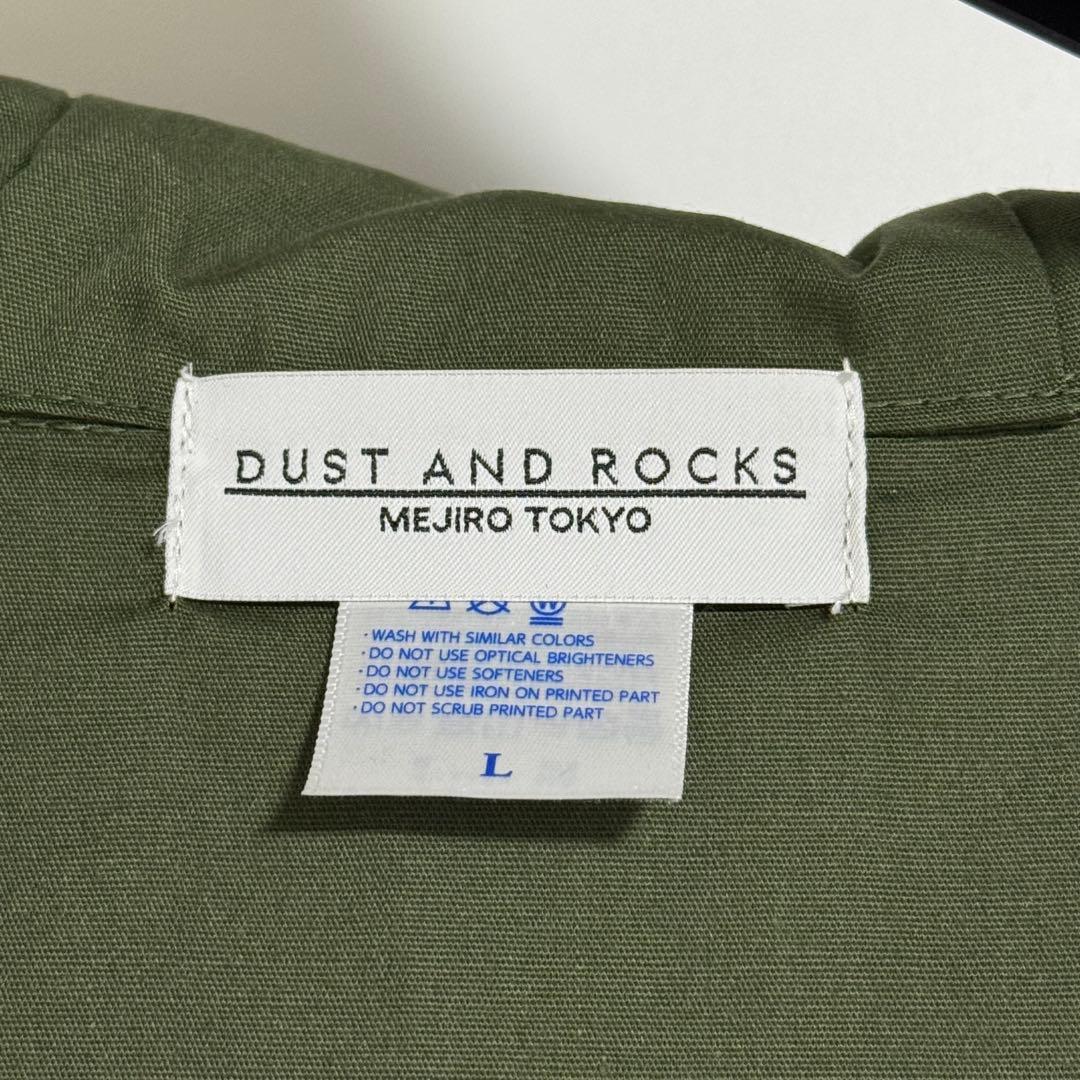 DUST AND ROCKS
MEJIRO TOKYO
W
· WASH WITH SIMILAR COLORS
· DO NOT USE OPTICAL BRIGHTENERS
· DO NOT USE SOFTENERS
· DO NOT USE IRON ON PRINTED PART
· DO NOT SCRUB PRINTED PART
L